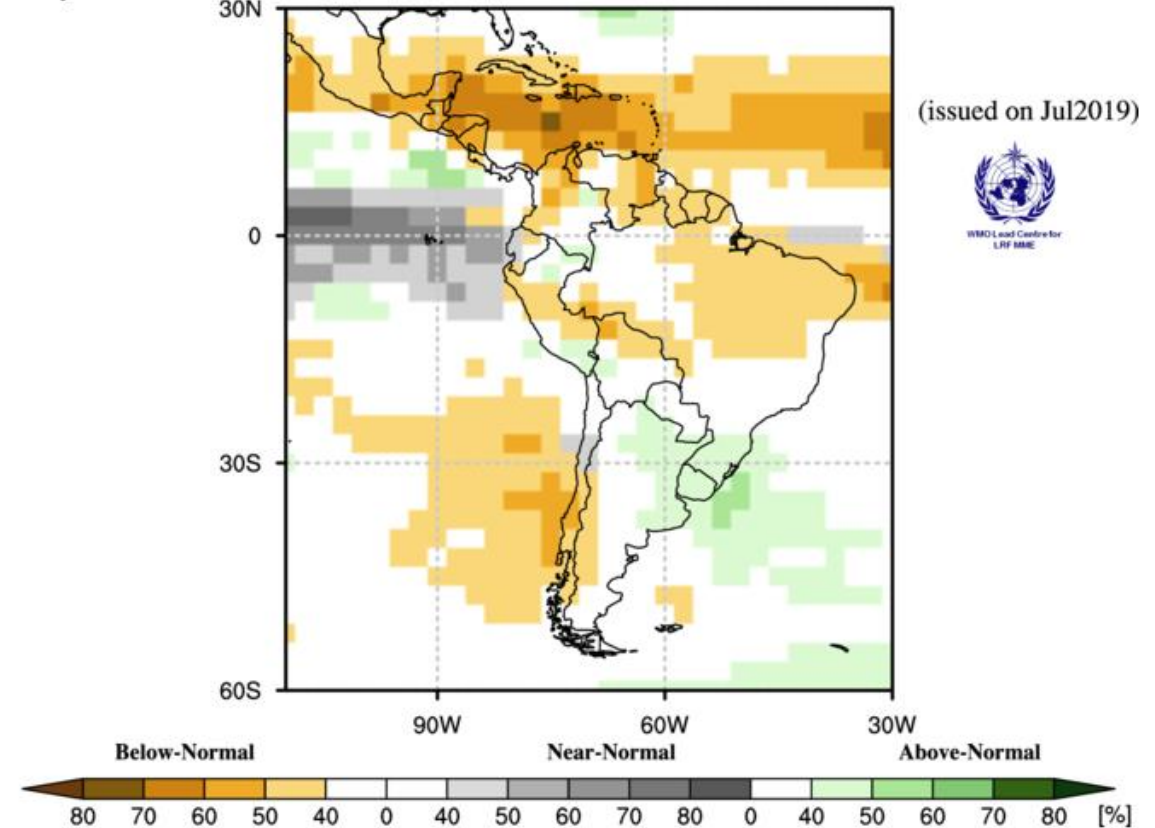 30N
(issued on Jul2019)
WMO Lead Centre for
LRF MME
0
30S
60S
90W 60W 30W
Below-Normal Near-Normal Above-Normal
80 70 60 50 40 0 40 50 60 70 80 0 40 50 60 70 80 [%]